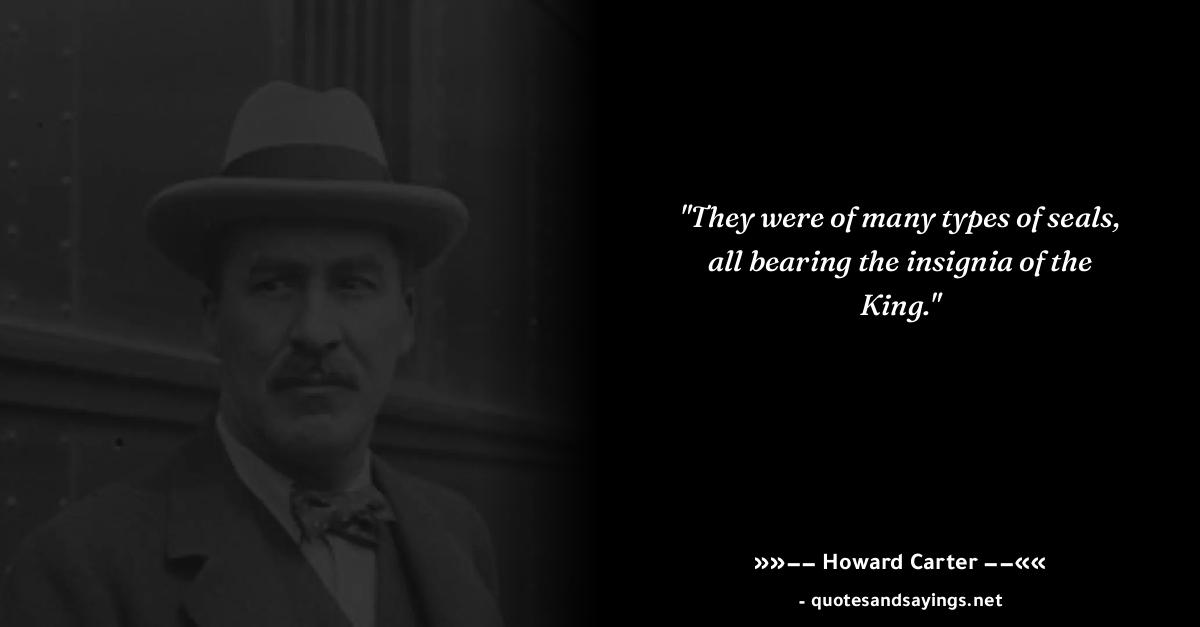 "They were of many types of seals,
all bearing the insignia of the
King."
»»−− Howard Carter −−««
- quotesandsayings.net